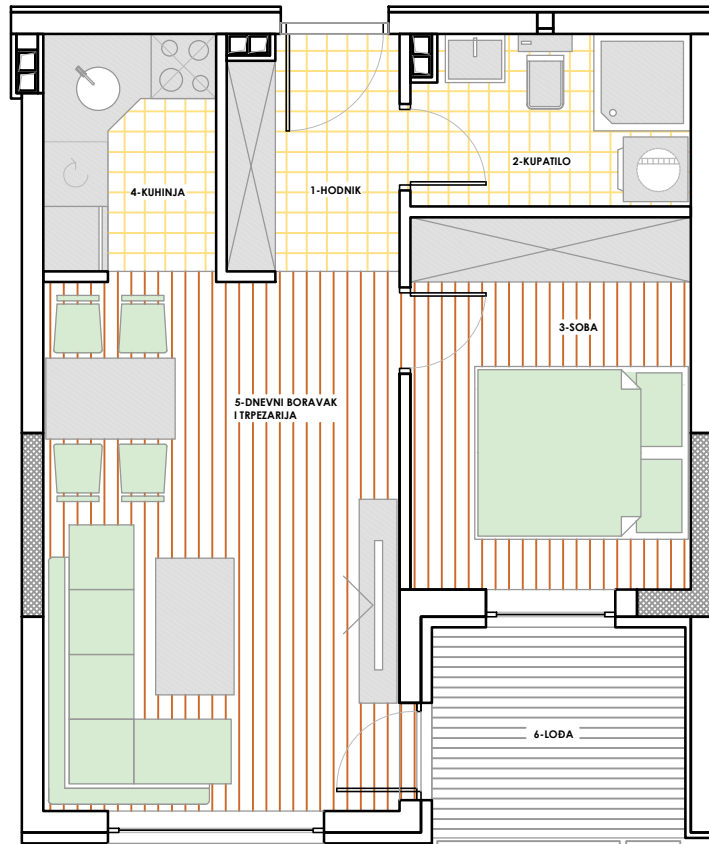 4-KUHINJA
1-HODNIK
2-KUPATILO
3-SOBA
5-DNEVNI BORAVAK
I TRPEZARIJA
6-LOĐA